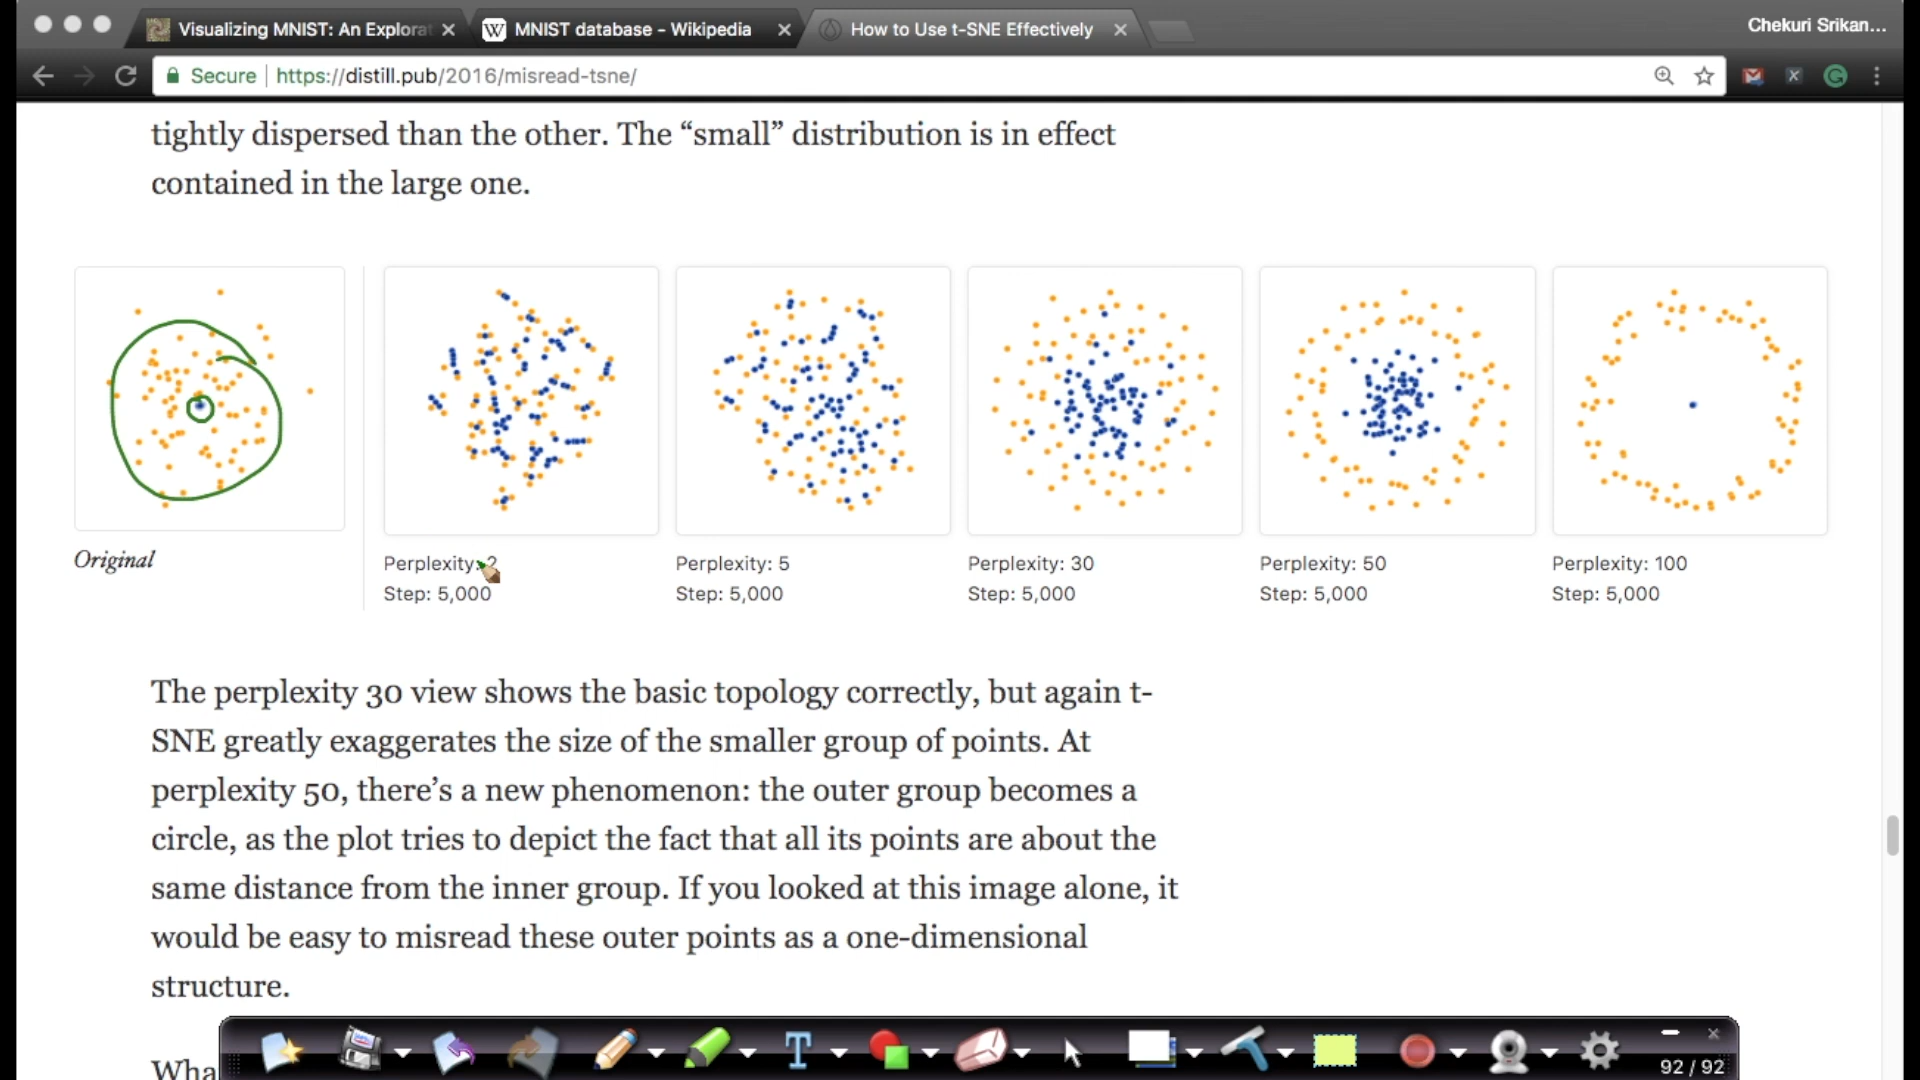 Visualizing MNIST: An Explorat
MNIST database - Wikipedia
How to Use t-SNE Effectively
Chekuri Srikan...
Secure
https://distill.pub/2016/misread-tsne/
tightly dispersed than the other. The “small” distribution is in effect
contained in the large one.
Original
Perplexity: 2
Step: 5,000
Perplexity: 5
Step: 5,000
Perplexity: 30
Step: 5,000
Perplexity: 50
Step: 5,000
Perplexity: 100
Step: 5,000
The perplexity 30 view shows the basic topology correctly, but again t-
SNE greatly exaggerates the size of the smaller group of points. At
perplexity 50, there’s a new phenomenon: the outer group becomes a
circle, as the plot tries to depict the fact that all its points are about the
same distance from the inner group. If you looked at this image alone, it
would be easy to misread these outer points as a one-dimensional
structure.
Wha
92 / 92